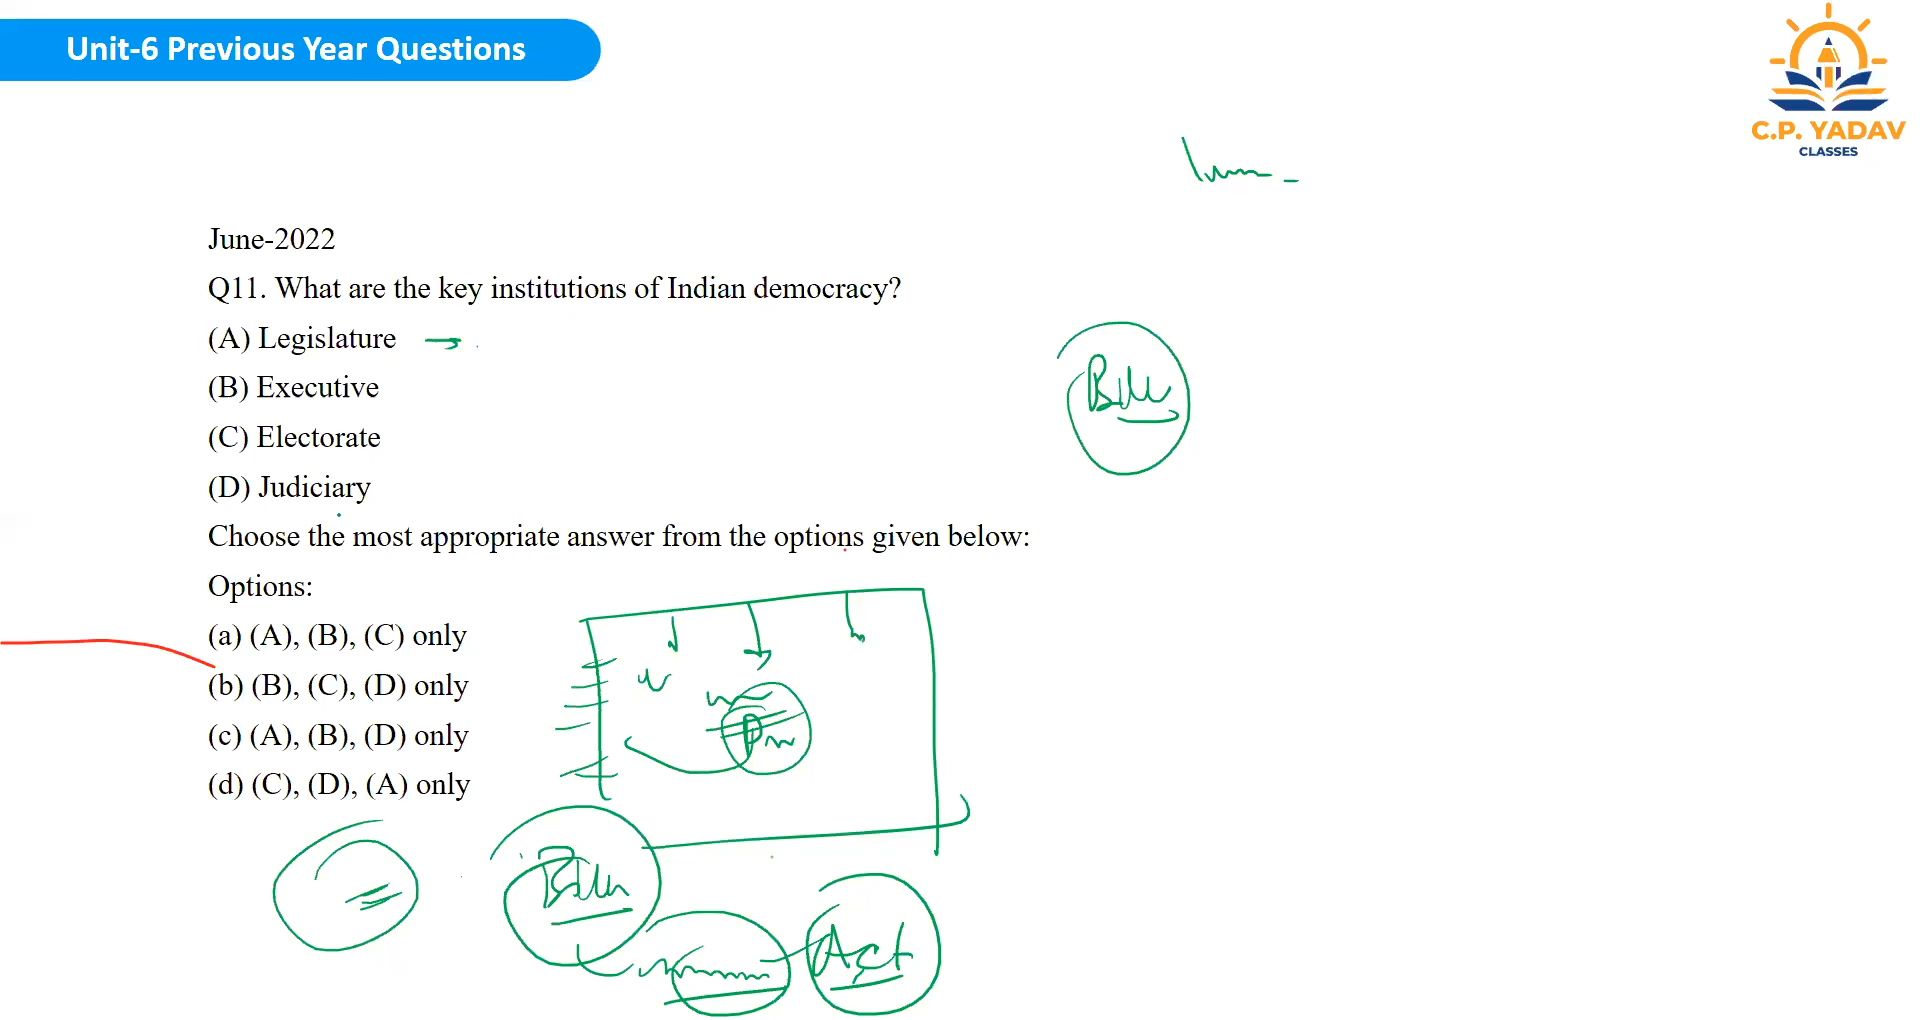 Unit-6 Previous Year Questions
C.P. YADAV
CLASSES
June-2022
Q11. What are the key institutions of Indian democracy?
(A) Legislature
(B) Executive
(C) Electorate
(D) Judiciary
Choose the most appropriate answer from the options given below:
Options:
(a) (A), (B), (C) only
(b) (B), (C), (D) only
(c) (A), (B), (D) only
(d) (C), (D), (A) only
Bill
Pm
Bill
Act